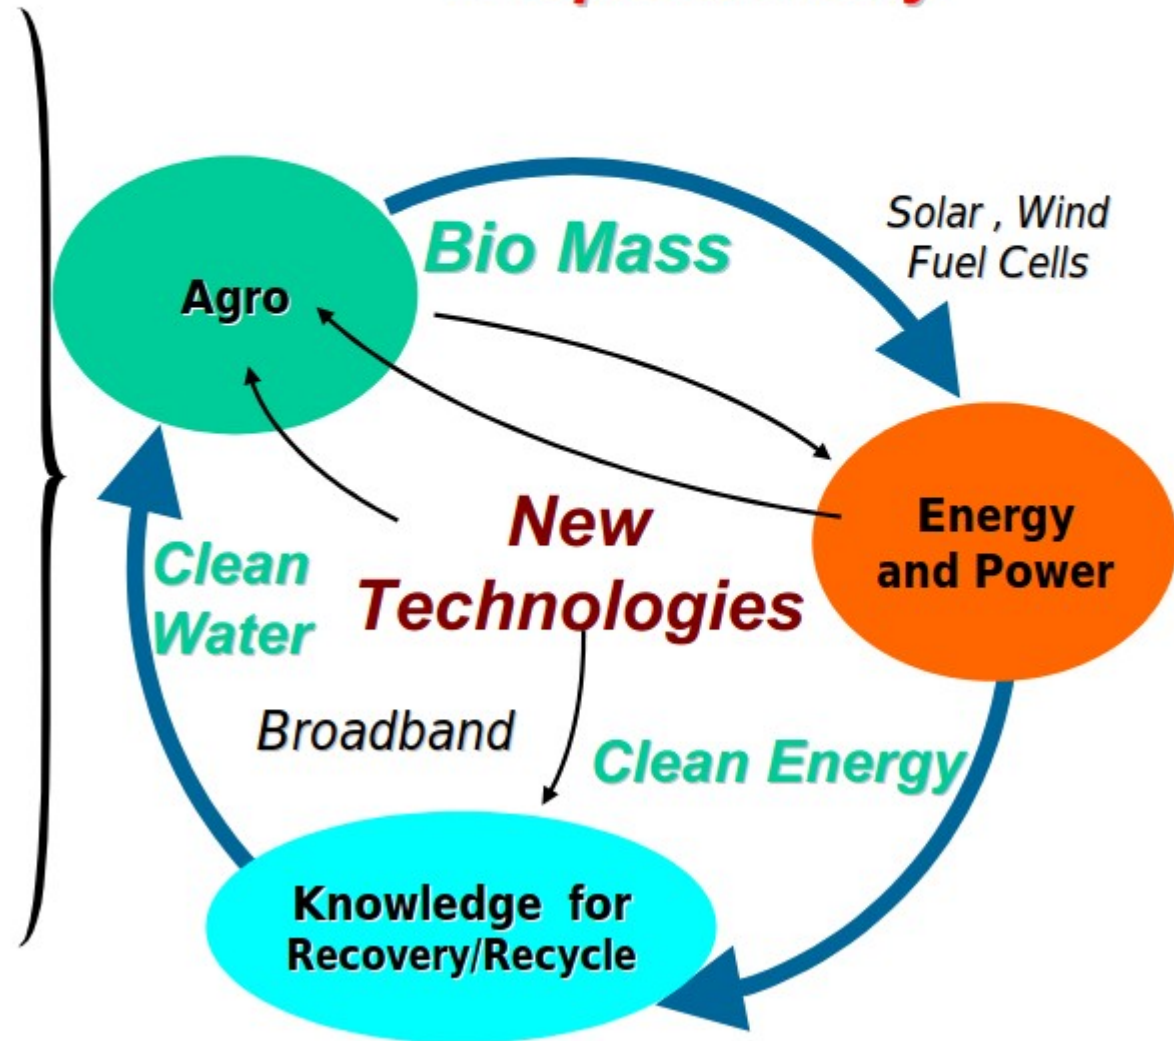 Solar , Wind
Fuel Cells
Bio Mass
Agro
New
Technologies
Energy
and Power
Clean
Water
Broadband
Clean Energy
Knowledge for
Recovery/Recycle